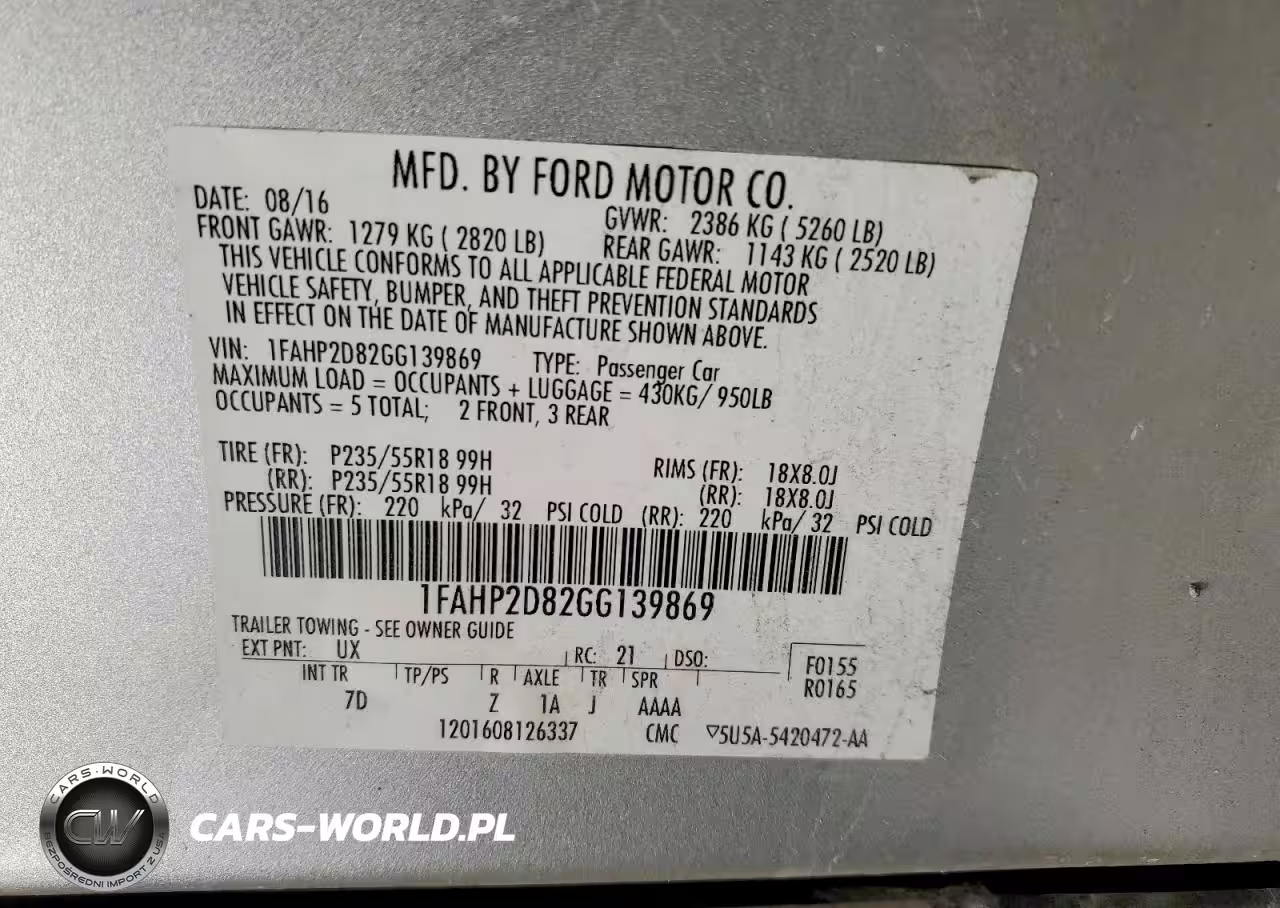 MFD. BY FORD MOTOR CO.
DATE: 08/16 GVWR: 2386 KG ( 5260 LB)
FRONT GAWR: 1279 KG ( 2820 LB) REAR GAWR: 1143 KG ( 2520 LB)
THIS VEHICLE CONFORMS TO ALL APPLICABLE FEDERAL MOTOR
VEHICLE SAFETY, BUMPER, AND THEFT PREVENTION STANDARDS
IN EFFECT ON THE DATE OF MANUFACTURE SHOWN ABOVE.
VIN: 1FAHP2D82GG139869 TYPE: Passenger Car
MAXIMUM LOAD = OCCUPANTS + LUGGAGE = 430KG/ 950LB
OCCUPANTS = 5 TOTAL; 2 FRONT, 3 REAR
TIRE (FR): P235/55R18 99H RIMS (FR): 18X8.0J
(RR): P235/55R18 99H (RR): 18X8.0J
PRESSURE (FR): 220 kPa/ 32 PSI COLD (RR): 220 kPa/ 32 PSI COLD
1FAHP2D82GG139869
TRAILER TOWING - SEE OWNER GUIDE
EXT PNT: UX RC: 21 DSO: F0155
INT TR TP/PS R AXLE TR SPR R0165
7D Z 1A J AAAA
1201608126337 CMC ▽5U5A-5420472-AA
CARS-WORLD
CW
BEZPOŚREDNI IMPORT Z USA
CARS-WORLD.PL